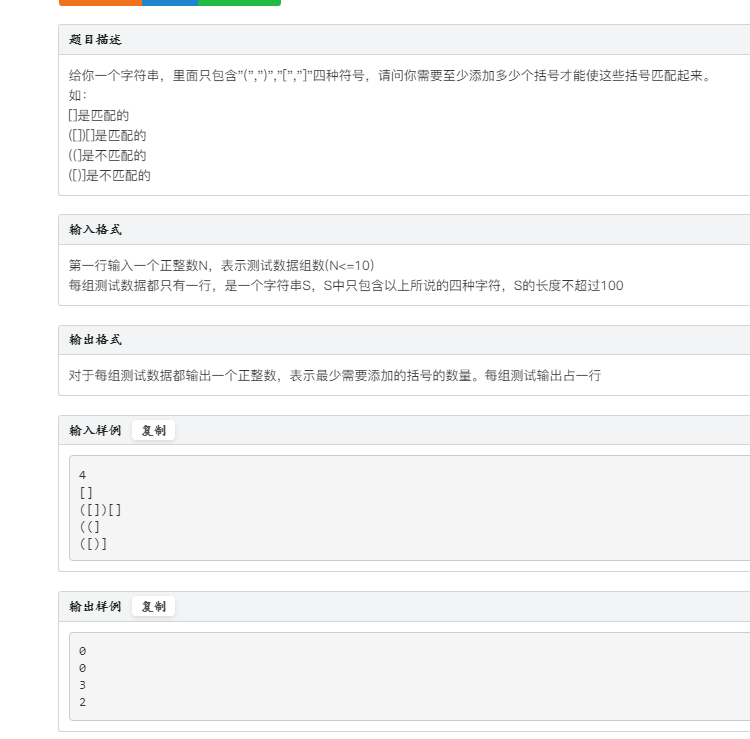 题目描述
给你一个字符串，里面只包含”(”,”)”,”[”,”]”四种符号，请问你需要至少添加多少个括号才能使这些括号匹配起来。
如：
[]是匹配的
([])[]是匹配的
((]是不匹配的
([)]是不匹配的
输入格式
第一行输入一个正整数N，表示测试数据组数(N<=10)
每组测试数据都只有一行，是一个字符串S，S中只包含以上所说的四种字符，S的长度不超过100
输出格式
对于每组测试数据都输出一个正整数，表示最少需要添加的括号的数量。每组测试输出占一行
输入样例 复制
4
[]
([])[]
((]
([)]
输出样例 复制
0
0
3
2